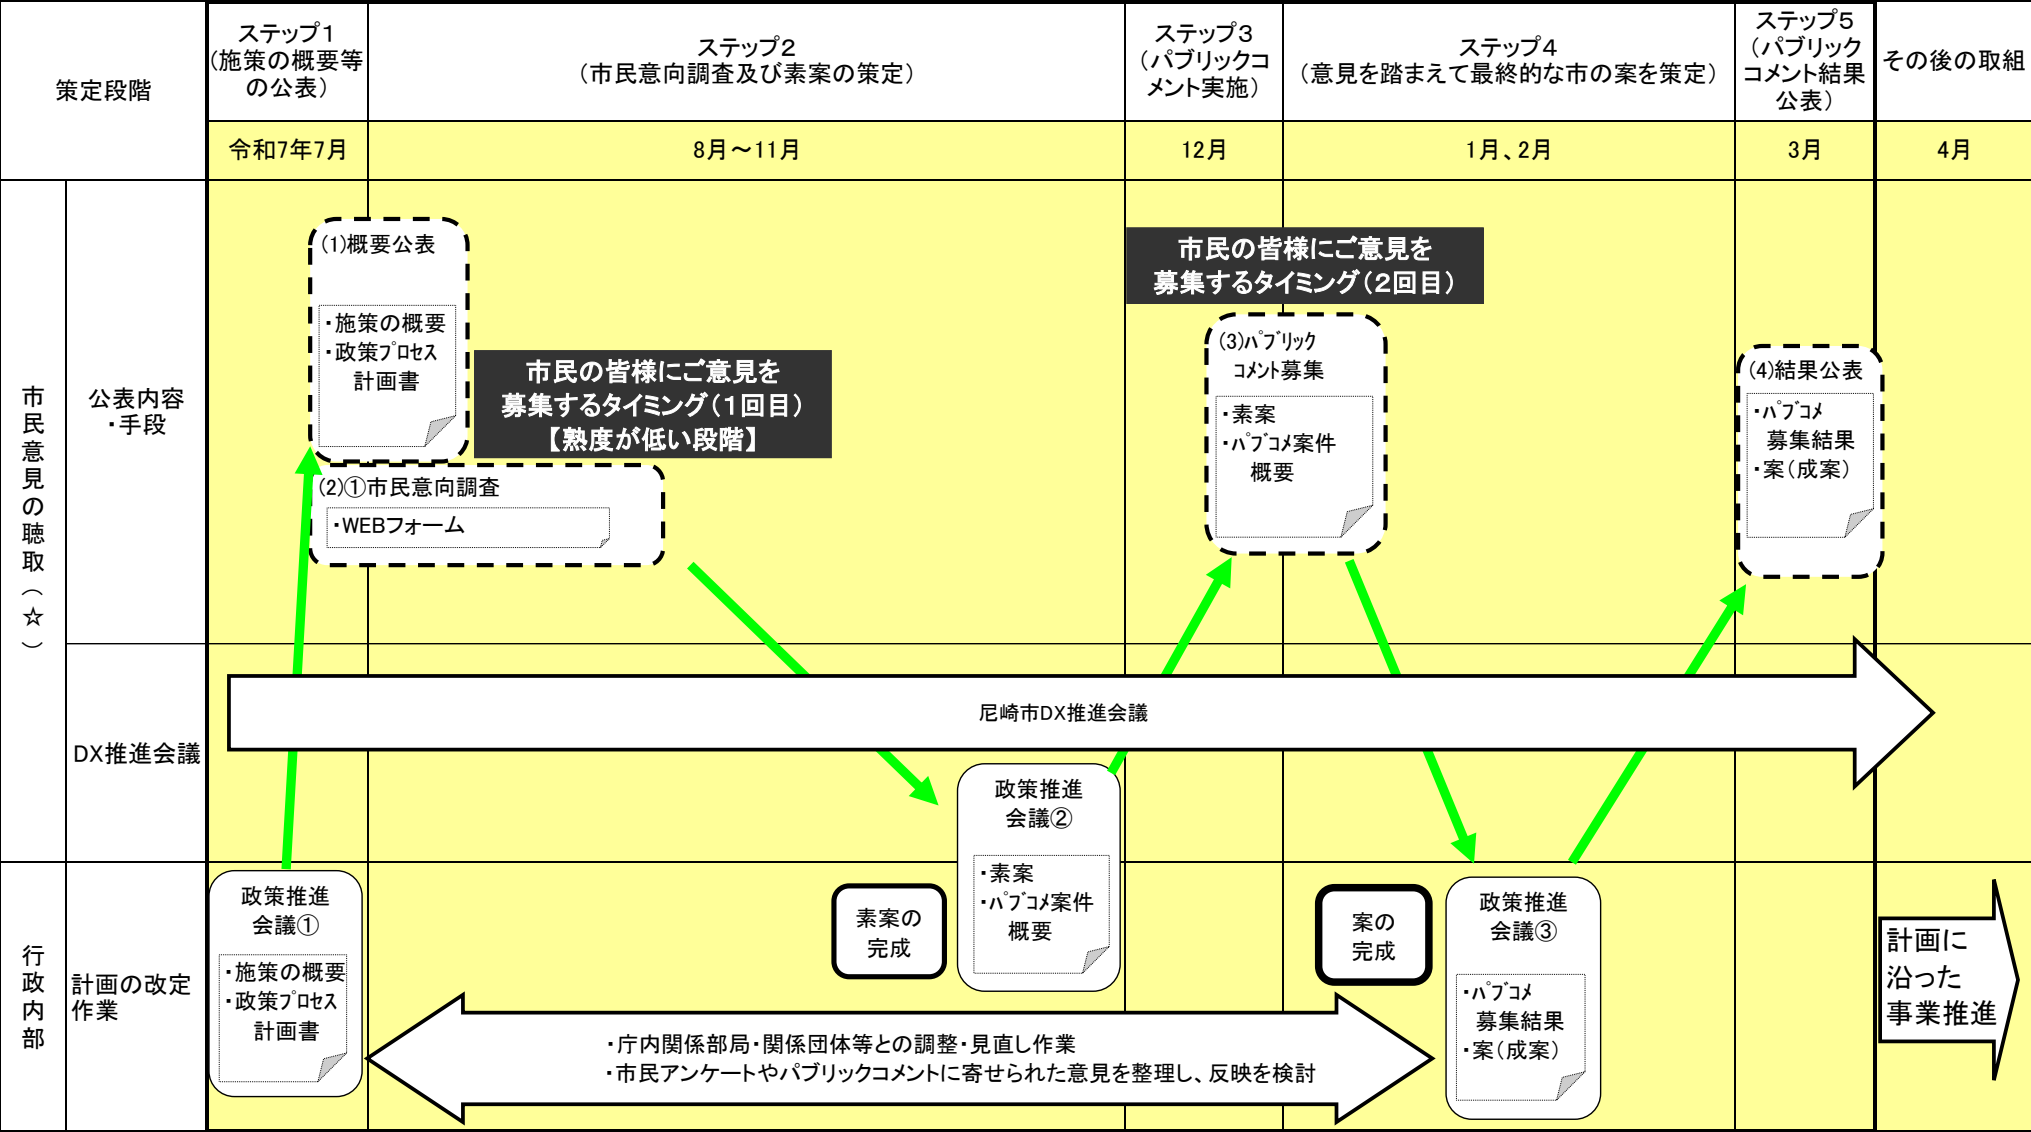 策定段階
ステップ1
(施策の概要等
の公表)
ステップ2
(市民意向調査及び素案の策定)
ステップ3
(パブリックコ
メント実施)
ステップ4
(意見を踏まえて最終的な市の案を策定)
ステップ5
(パブリック
コメント結果
公表)
その後の取組
令和7年7月
8月～11月
12月
1月、2月
3月
4月
市民意見の聴取(☆)
公表内容
・手段
(1)概要公表
・施策の概要
・政策プロセス
計画書
市民の皆様にご意見を
募集するタイミング(1回目)
【熟度が低い段階】
(2)①市民意向調査
・WEBフォーム
市民の皆様にご意見を
募集するタイミング(2回目)
(3)パブリック
コメント募集
・素案
・パブコメ案件
概要
(4)結果公表
・パブコメ
募集結果
・案(成案)
DX推進会議
尼崎市DX推進会議
行政内部
計画の改定
作業
政策推進
会議①
・施策の概要
・政策プロセス
計画書
素案の
完成
政策推進
会議②
・素案
・パブコメ案件
概要
案の
完成
政策推進
会議③
・パブコメ
募集結果
・案(成案)
・庁内関係部局・関係団体等との調整・見直し作業
・市民アンケートやパブリックコメントに寄せられた意見を整理し、反映を検討
計画に
沿った
事業推進